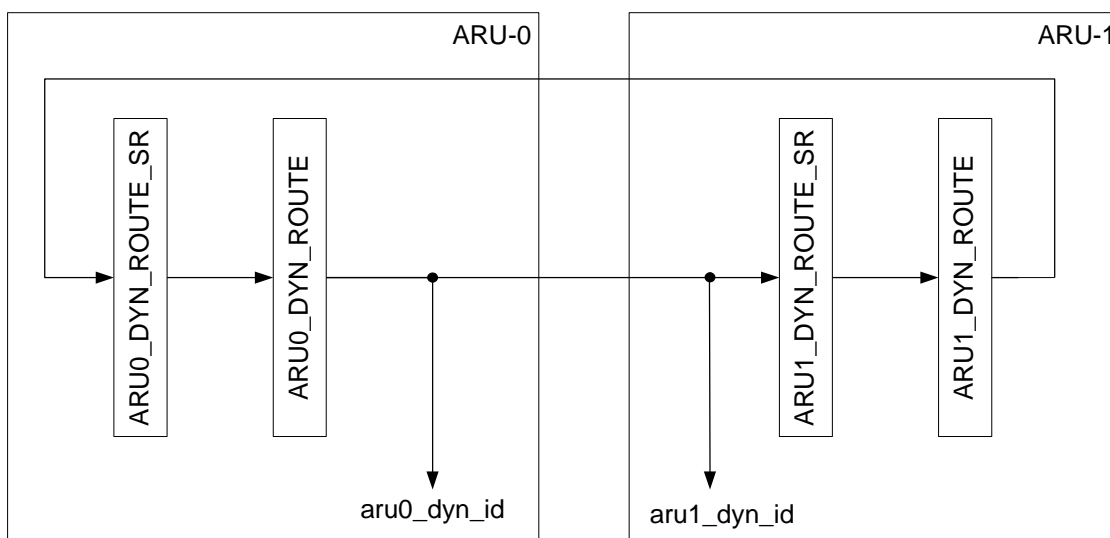 ARU-0
ARU-1
ARU0_DYN_ROUTE_SR
ARU0_DYN_ROUTE
ARU1_DYN_ROUTE_SR
ARU1_DYN_ROUTE
aru0_dyn_id
aru1_dyn_id